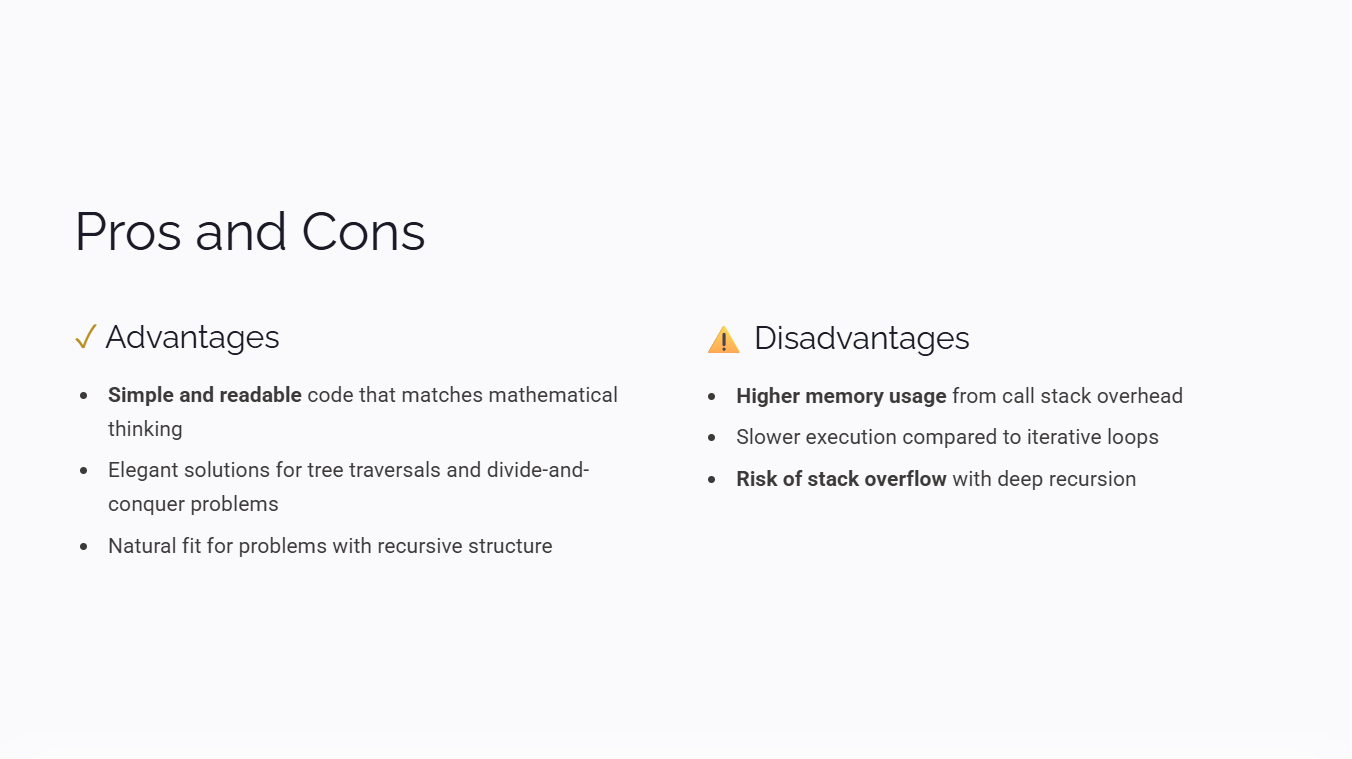 Pros and Cons
✓ Advantages
• Simple and readable code that matches mathematical
thinking
• Elegant solutions for tree traversals and divide-and-
conquer problems
• Natural fit for problems with recursive structure
⚠ Disadvantages
• Higher memory usage from call stack overhead
• Slower execution compared to iterative loops
• Risk of stack overflow with deep recursion